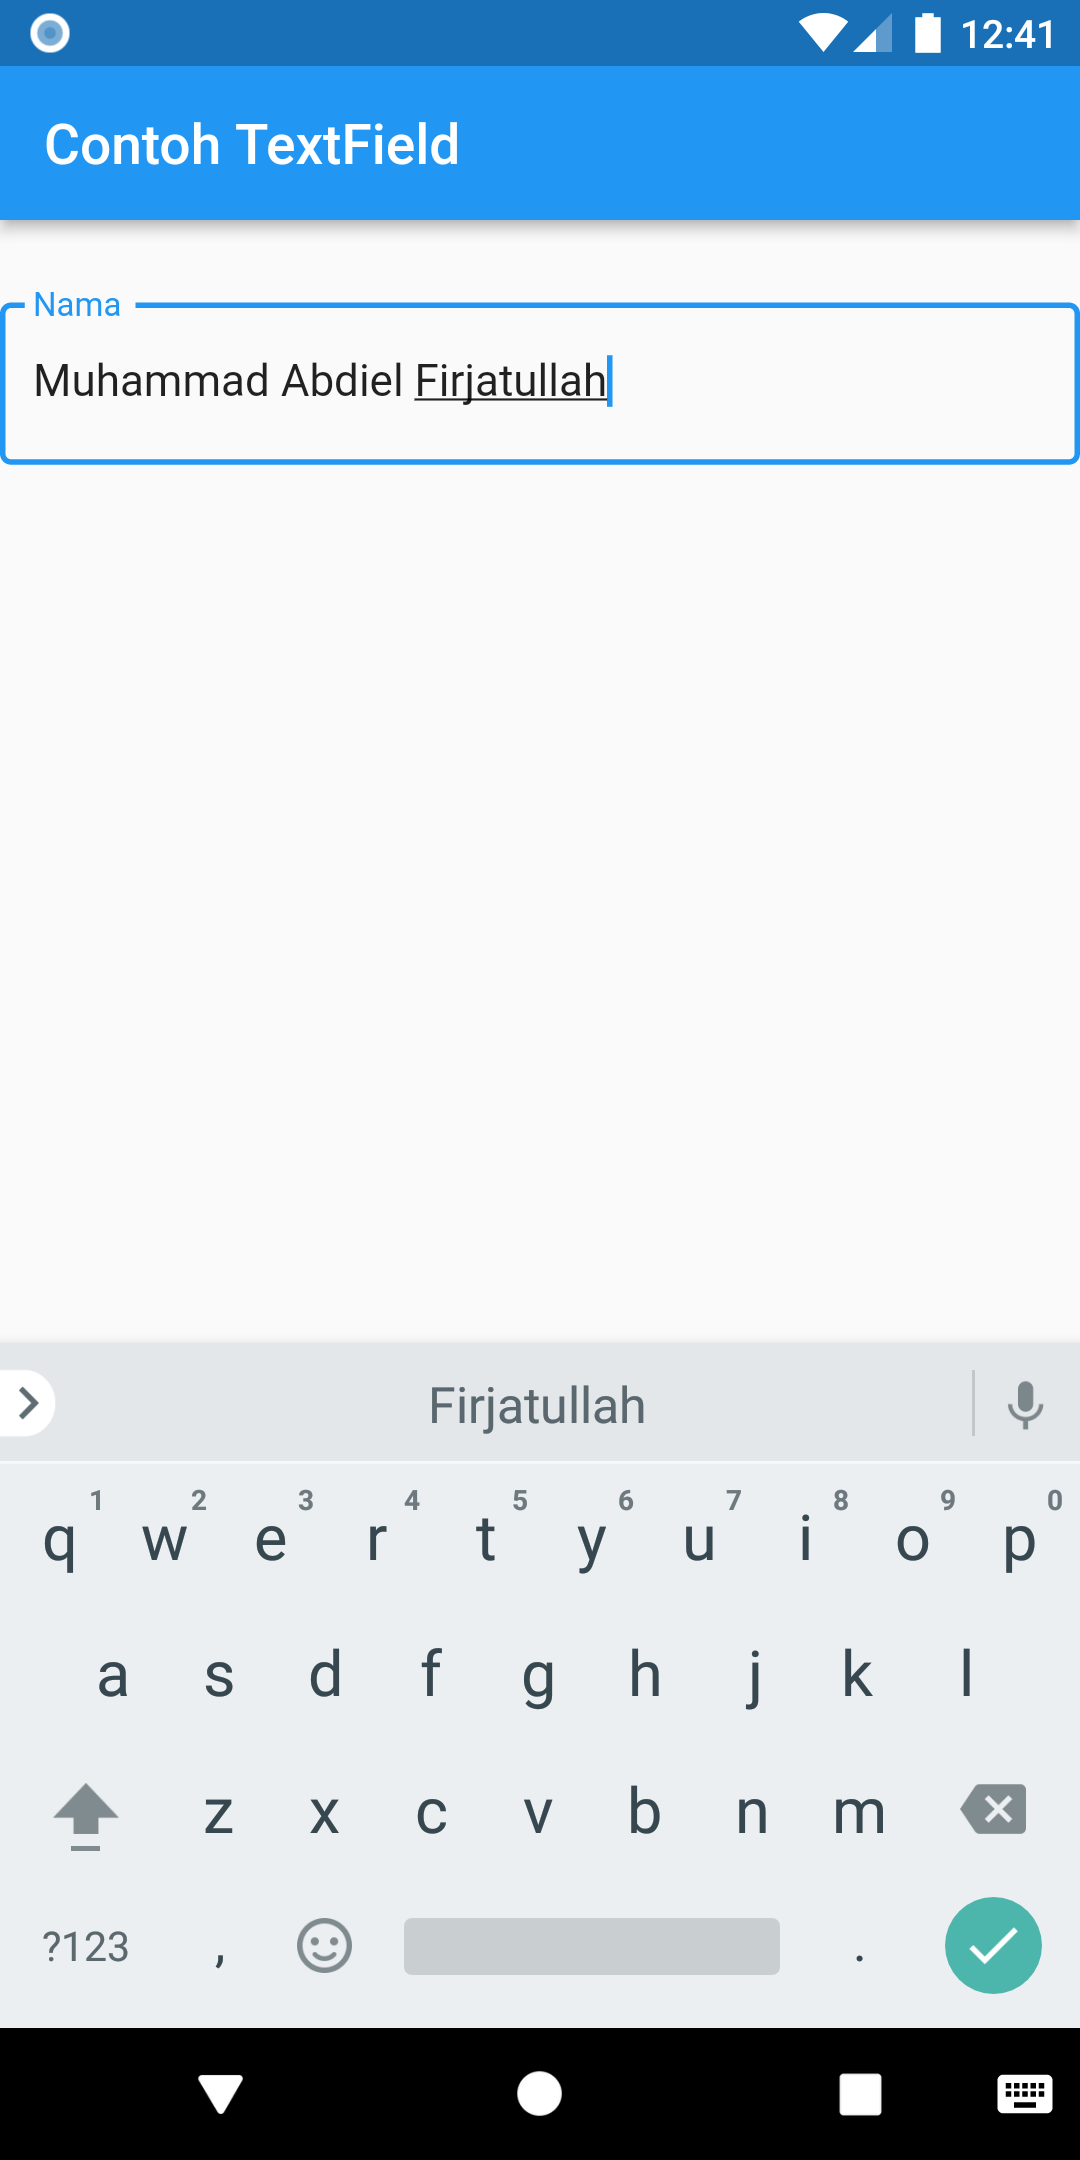 12:41
Contoh TextField
Nama
Muhammad Abdiel Firjatullah
Firjatullah
1 2 3 4 5 6 7 8 9 0
q w e r t y u i o p
a s d f g h j k l
z x c v b n m
?123 , .